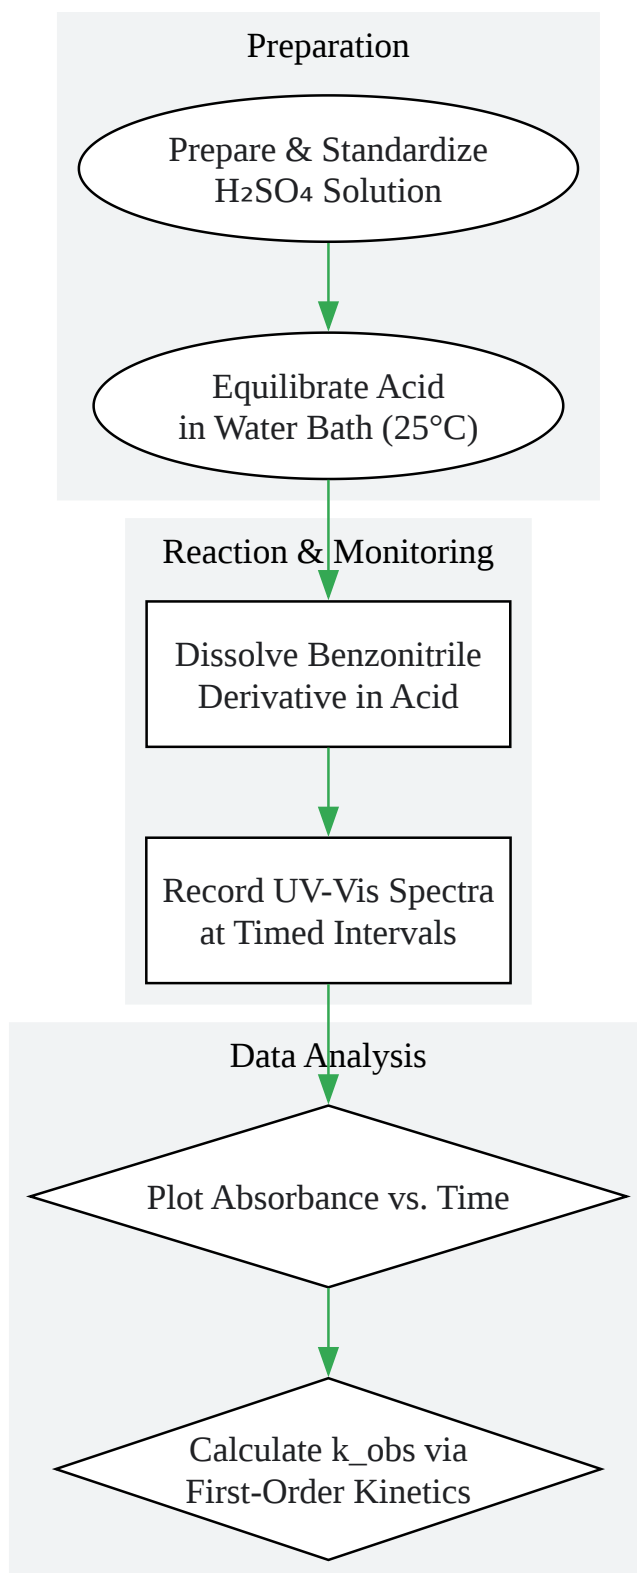 Preparation
Prepare & Standardize
H₂SO₄ Solution
Equilibrate Acid
in Water Bath (25°C)
Reaction & Monitoring
Dissolve Benzonitrile
Derivative in Acid
Record UV-Vis Spectra
at Timed Intervals
Data Analysis
Plot Absorbance vs. Time
Calculate k_obs via
First-Order Kinetics